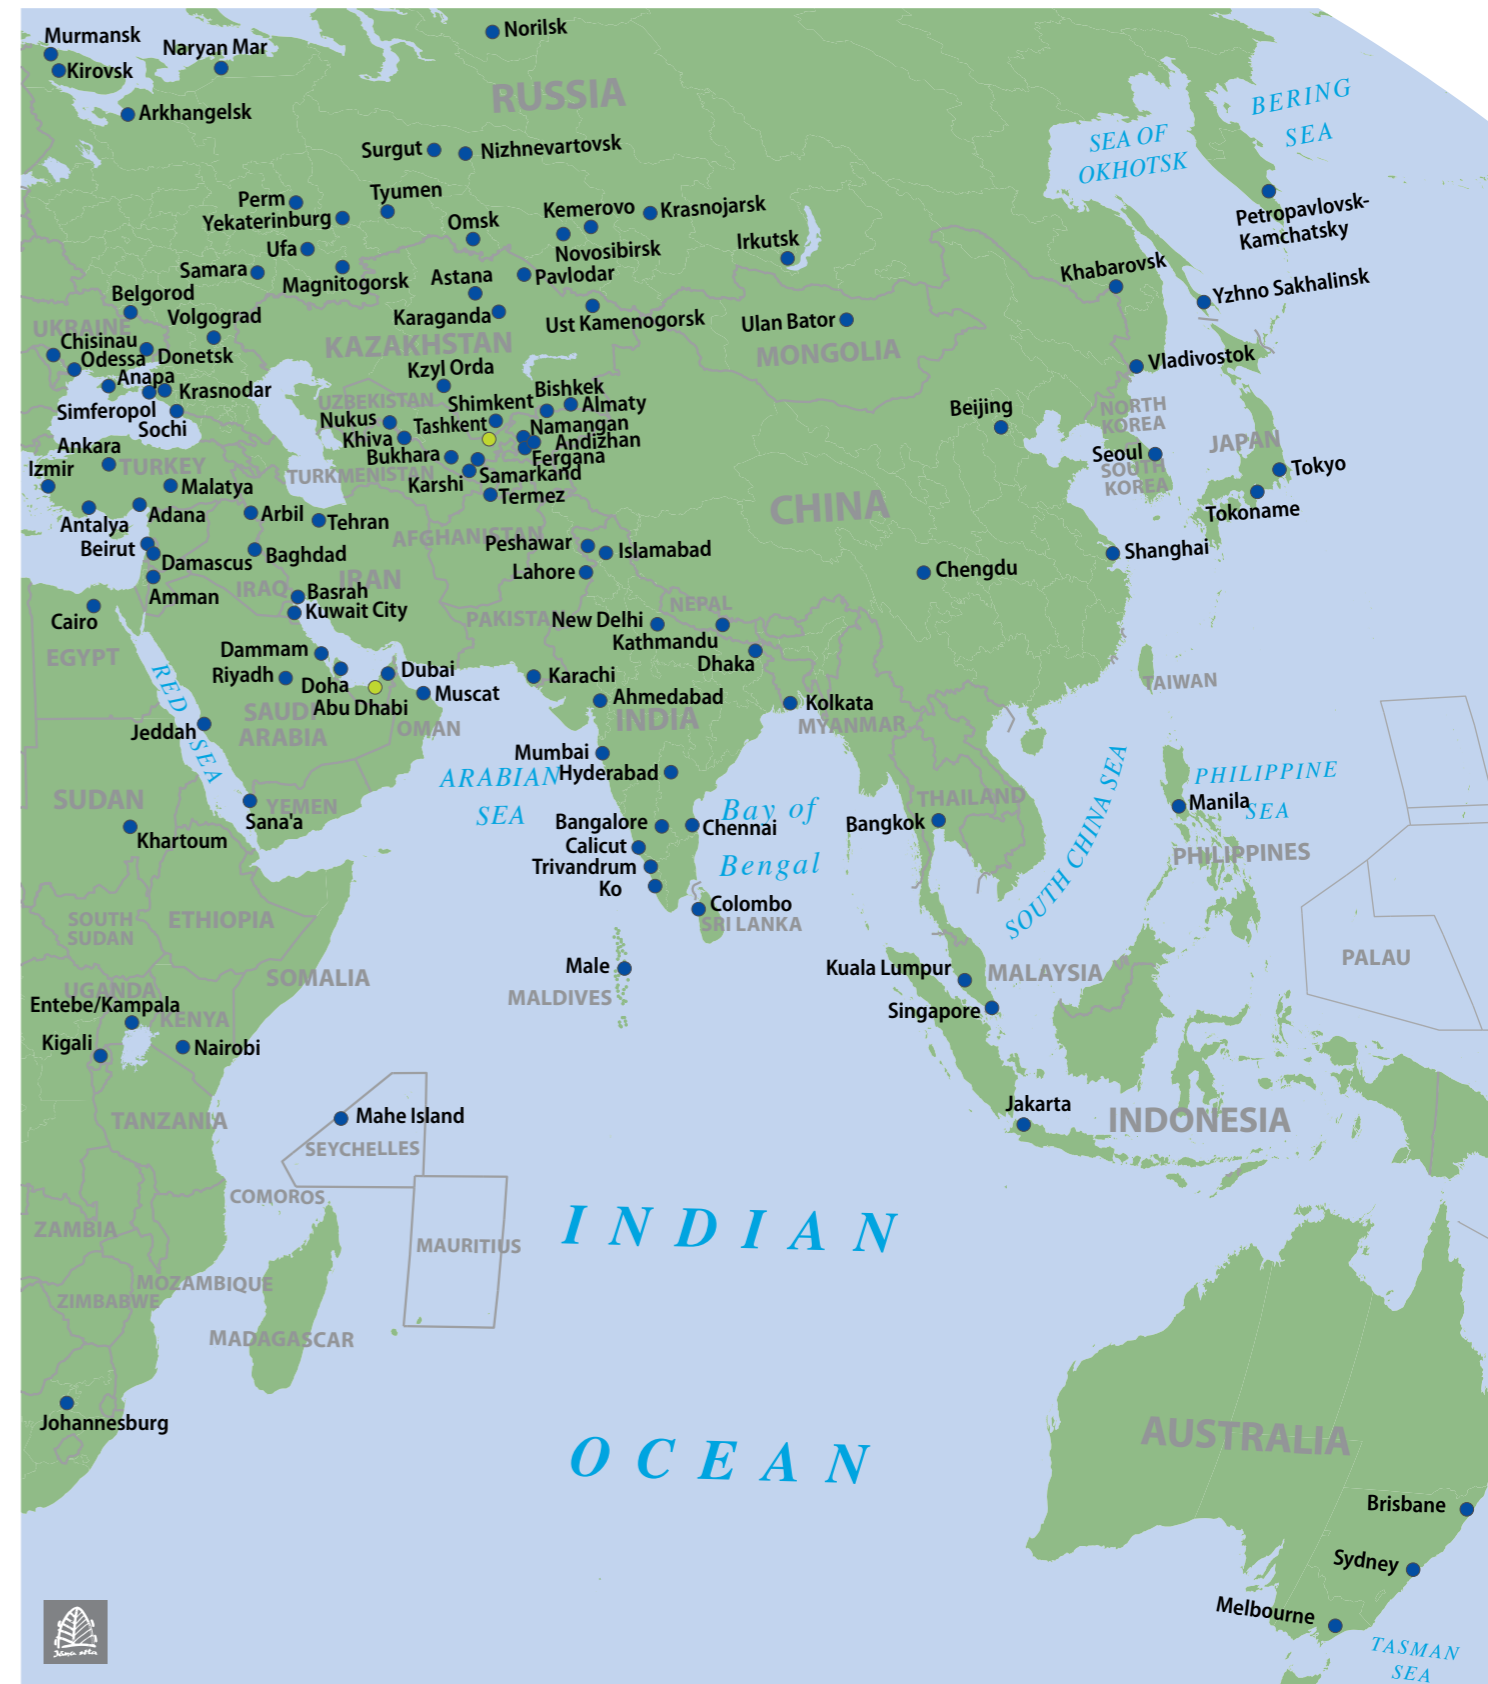 Murmansk
Naryan Mar
Norilsk
Kirovsk
RUSSIA
Arkhangelsk
BERING
SEA
SEA OF
OKHOTSK
Surgut
Nizhnevartovsk
Perm
Tyumen
Yekaterinburg
Omsk
Kemerovo
Krasnojarsk
Petropavlovsk-
Kamchatsky
Ufa
Novosibirsk
Irkutsk
Samara
Magnitogorsk
Astana
Pavlodar
Khabarovsk
Belgorod
Yzhno Sakhalinsk
Volgograd
Karaganda
Ust Kamenogorsk
Ulan Bator
UKRAINE
Chisinau
Odessa
Donetsk
KAZAKHSTAN
MONGOLIA
Vladivostok
Anapa
Krasnodar
Kzyl Orda
Bishkek
Simferopol
Sochi
UZBEKISTAN
Shimkent
Almaty
Beijing
NORTH
KOREA
Nukus
Tashkent
Namangan
Khiva
Andizhan
JAPAN
Ankara
Bukhara
Fergana
Seoul
SOUTH
KOREA
Tokyo
Izmir
TURKEY
TURKMENISTAN
Samarkand
Karshi
Malatya
Termez
CHINA
Tokoname
Antalya
Adana
Arbil
Tehran
AFGHANISTAN
Beirut
Damascus
Baghdad
Peshawar
Islamabad
Shanghai
Lahore
Chengdu
IRAQ
IRAN
Amman
Basrah
Kuwait City
NEPAL
Cairo
PAKISTAN
New Delhi
Kathmandu
EGYPT
Dammam
Dhaka
Riyadh
Doha
Dubai
Karachi
TAIWAN
RED SEA
Abu Dhabi
Muscat
Ahmedabad
Kolkata
SAUDI
ARABIA
OMAN
INDIA
MYANMAR
Jeddah
Mumbai
ARABIAN
SEA
Hyderabad
PHILIPPINE
SEA
SUDAN
YEMEN
Sana'a
Bay of
Bengal
THAILAND
SOUTH CHINA SEA
Manila
Khartoum
Bangalore
Chennai
Bangkok
Calicut
PHILIPPINES
Trivandrum
Ko
SOUTH
SUDAN
ETHIOPIA
Colombo
SRI LANKA
PALAU
SOMALIA
Male
MALDIVES
Kuala Lumpur
MALAYSIA
UGANDA
Entebe/Kampala
KENYA
Singapore
Kigali
Nairobi
Jakarta
TANZANIA
Mahe Island
INDONESIA
SEYCHELLES
COMOROS
ZAMBIA
MAURITIUS
INDIAN
MOZAMBIQUE
ZIMBABWE
MADAGASCAR
Johannesburg
OCEAN
AUSTRALIA
Brisbane
Sydney
Melbourne
TASMAN
SEA